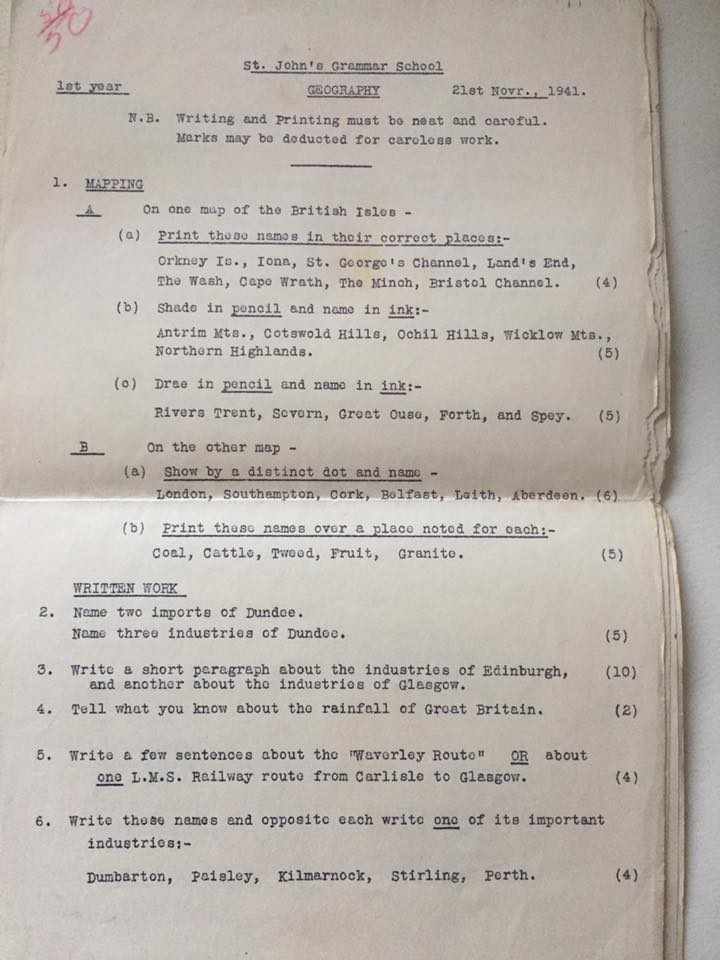 50
50
St. John's Grammar School
1st year GEOGRAPHY 21st Novr., 1941.
N.B. Writing and Printing must be neat and careful.
Marks may be deducted for careless work.
1. MAPPING
A On one map of the British Isles -
(a) Print these names in their correct places:-
Orkney Is., Iona, St. George's Channel, Land's End,
The Wash, Cape Wrath, The Minch, Bristol Channel. (4)
(b) Shade in pencil and name in ink:-
Antrim Mts., Cotswold Hills, Ochil Hills, Wicklow Mts.,
Northern Highlands. (5)
(c) Drae in pencil and name in ink:-
Rivers Trent, Severn, Great Ouse, Forth, and Spey. (5)
B On the other map -
(a) Show by a distinct dot and name -
London, Southampton, Cork, Belfast, Leith, Aberdeen. (6)
(b) Print these names over a place noted for each:-
Coal, Cattle, Tweed, Fruit, Granite. (5)
WRITTEN WORK
2. Name two imports of Dundee.
Name three industries of Dundee. (5)
3. Write a short paragraph about the industries of Edinburgh, (10)
and another about the industries of Glasgow.
4. Tell what you know about the rainfall of Great Britain. (2)
5. Write a few sentences about the "Waverley Route" OR about
one L.M.S. Railway route from Carlisle to Glasgow. (4)
6. Write these names and opposite each write one of its important
industries:-
Dumbarton, Paisley, Kilmarnock, Stirling, Perth. (4)